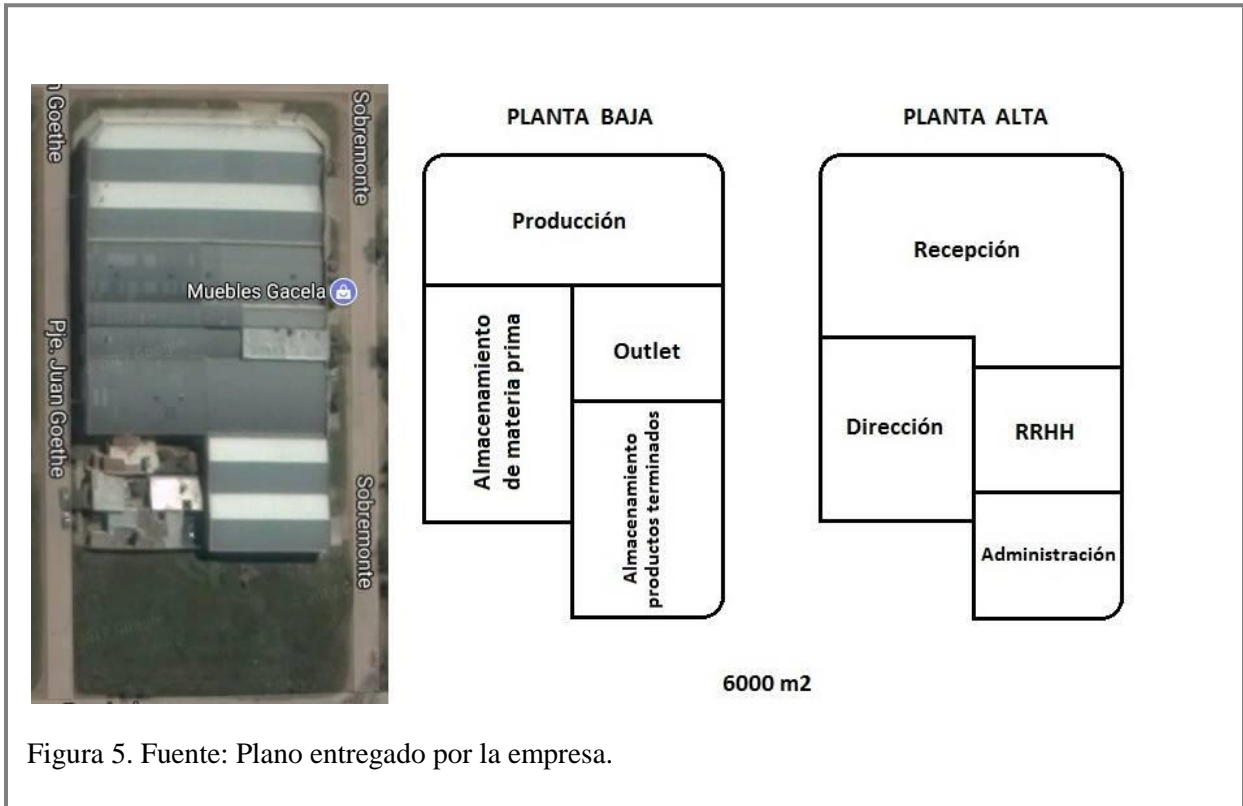 Goethe
Sobremonte
Muebles Gacela
Pje. Juan Goethe
Sobremonte
PLANTA BAJA
Producción
Almacenamiento
de materia prima
Outlet
Almacenamiento
productos terminados
PLANTA ALTA
Recepción
Dirección
RRHH
Administración
6000 m2
Figura 5. Fuente: Plano entregado por la empresa.